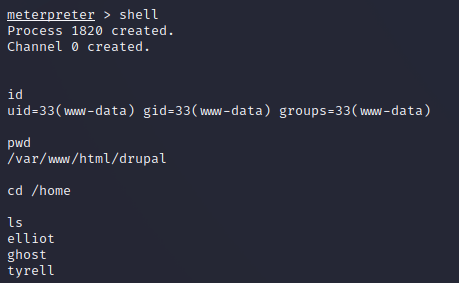 meterpreter > shell
Process 1820 created.
Channel 0 created.
id
uid=33(www-data) gid=33(www-data) groups=33(www-data)
pwd
/var/www/html/drupal
cd /home
ls
elliot
ghost
tyrell